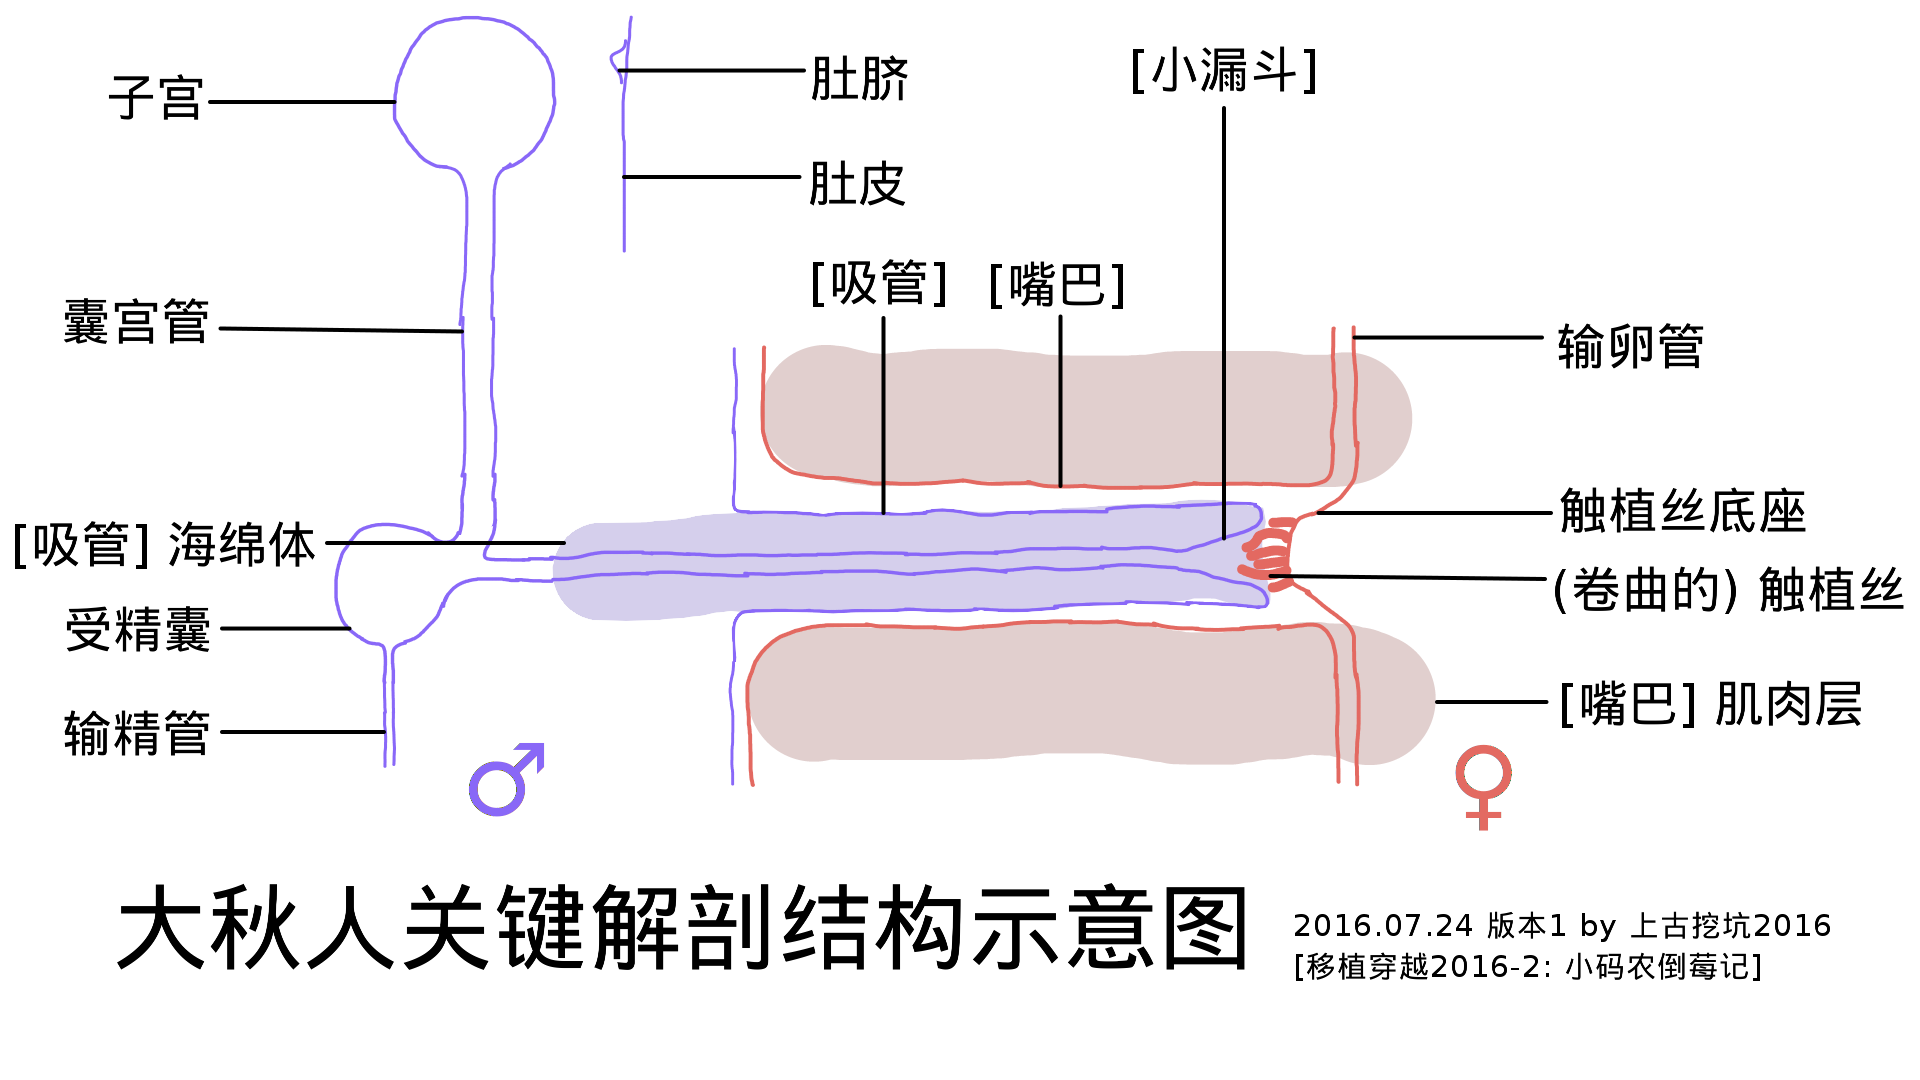 子宫
肚脐
[小漏斗]
肚皮
[吸管]
[嘴巴]
囊宫管
输卵管
[吸管] 海绵体
触植丝底座
(卷曲的) 触植丝
受精囊
[嘴巴] 肌肉层
输精管
♂
♀
大秋人关键解剖结构示意图
2016.07.24 版本1 by 上古挖坑2016
[移植穿越2016-2: 小码农倒莓记]